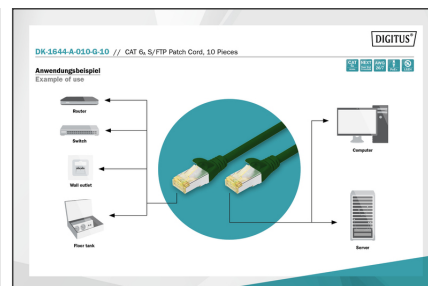 DIGITUS®
DK-1644-A-010-G-10 // CAT 6A S/FTP Patch Cord, 10 Pieces
Anwendungsbeispiel
Example of use
Router
Switch
Wall outlet
Floor tank
Computer
Server